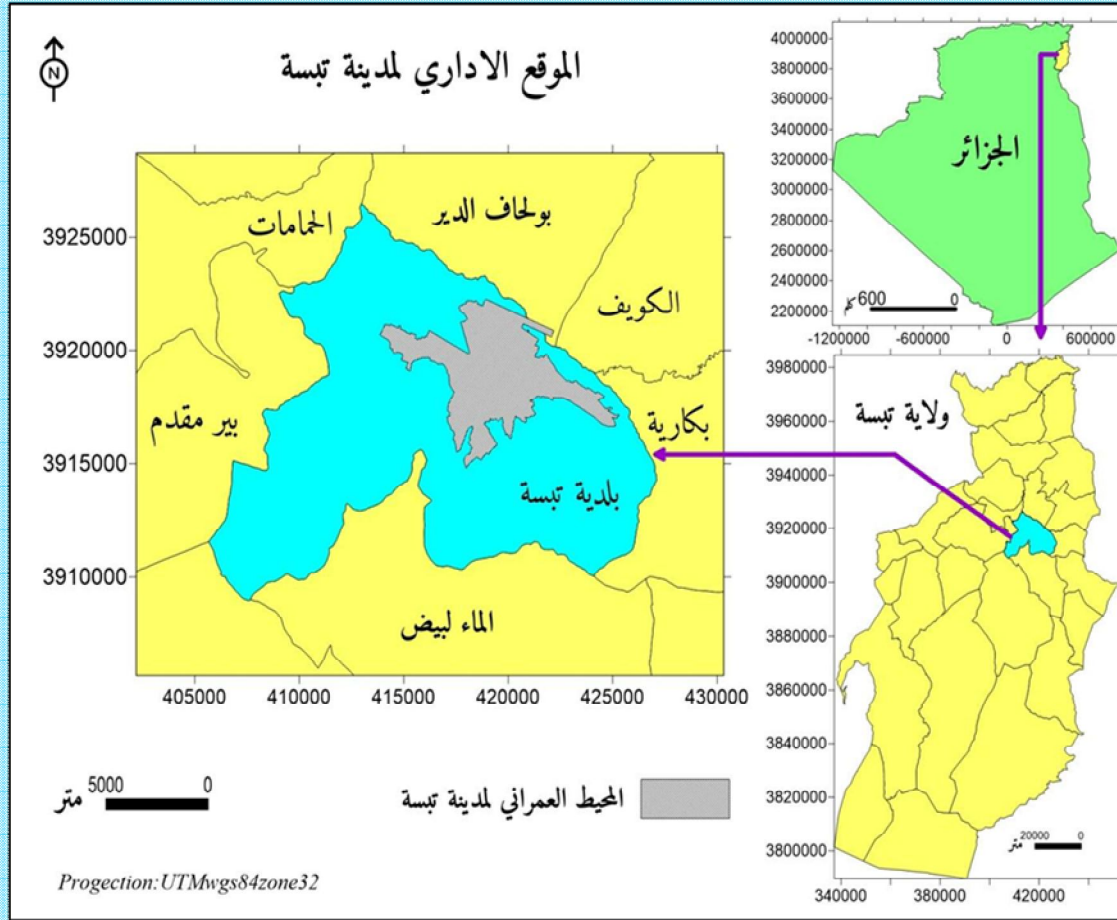 الموقع الاداري لمدينة تبسة
N
3925000
3920000
3915000
3910000
405000
410000
415000
420000
425000
430000
الحمامات
بولحاف الدير
الكويف
بكارية
بير مقدم
بلدية تبسة
الماء لبيض
5000 0 متر
المحيط العمراني لمدينة تبسة
Progection:UTMwgs84zone32
4000000
3800000
3600000
3400000
3200000
3000000
2800000
2600000
2400000
2200000
الجزائر
600 0 كلم
-1200000
-600000
0
600000
3980000
3960000
3940000
3920000
3900000
3880000
3860000
3840000
3820000
3800000
ولاية تبسة
20000 0 متر
340000
380000
420000